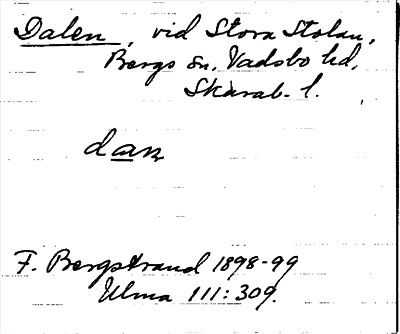 Dalen, vid Stora Stolan,
Bergs sn. Vadsbo hd.
Skarab. l.
dan
F. Bergstrand 1898-99
Ulma 111:309.